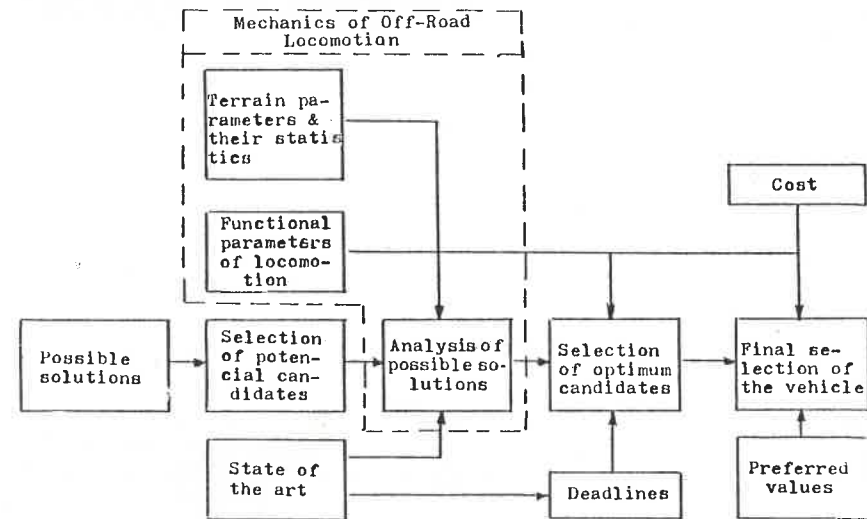 Mechanics of Off-Road
Locomotion
Terrain pa-
rameters &
their statis
tics
Cost
Functional
parameters
of locomo-
tion
Possible
solutions
Selection
of poten-
cial can-
didates
Analysis of
possible so-
lutions
Selection
of optimum
candidates
Final se-
lection of
the vehicle
State of
the art
Deadlines
Preferred
values